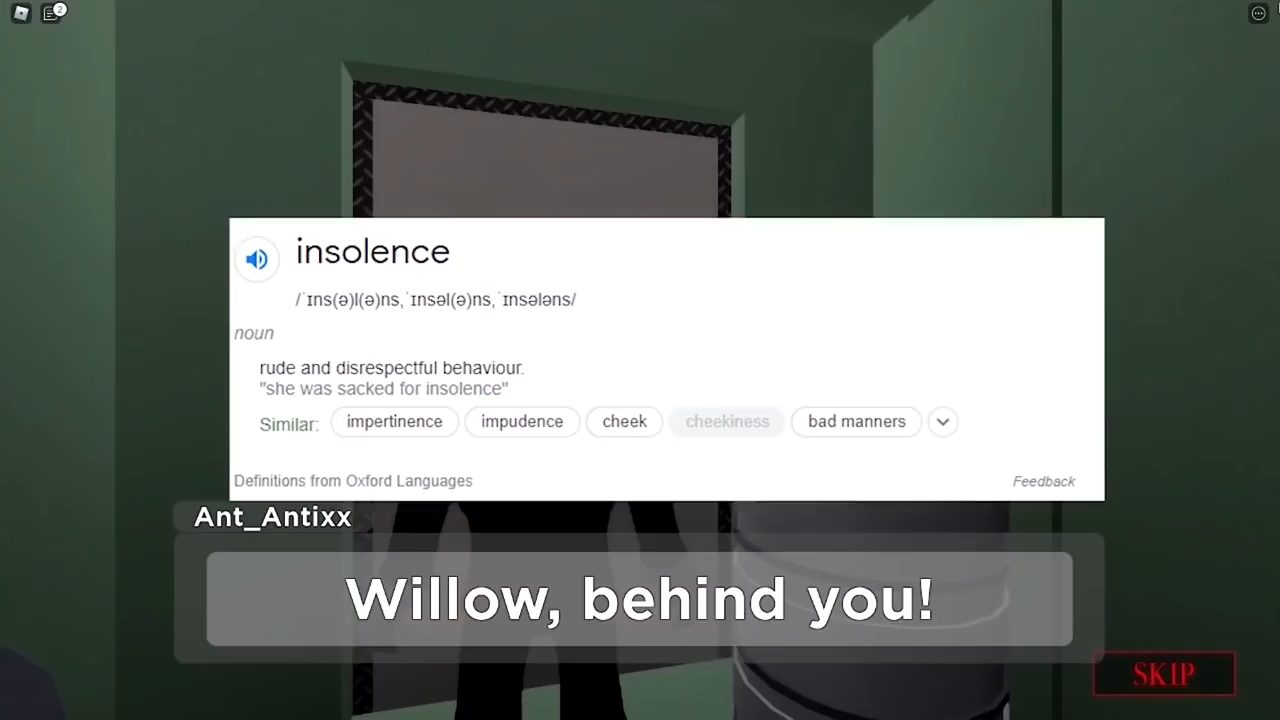 2
insolence
/ˈɪns(ə)l(ə)ns,ˈɪnsəl(ə)ns,ˈɪnsələns/
noun
rude and disrespectful behaviour.
"she was sacked for insolence"
Similar: impertinence impudence cheek cheekiness bad manners
Definitions from Oxford Languages Feedback
Ant_Antixx
Willow, behind you!
SKIP